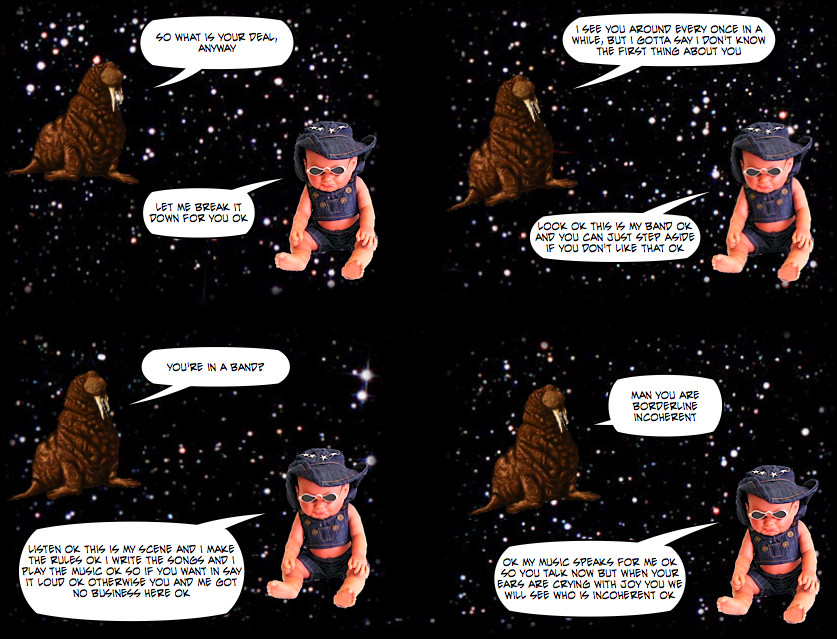 SO WHAT IS YOUR DEAL,
ANYWAY
LET ME BREAK IT
DOWN FOR YOU OK
I SEE YOU AROUND EVERY ONCE IN A
WHILE, BUT I GOTTA SAY I DON'T KNOW
THE FIRST THING ABOUT YOU
LOOK OK THIS IS MY BAND OK
AND YOU CAN JUST STEP ASIDE
IF YOU DON'T LIKE THAT OK
YOU'RE IN A BAND?
LISTEN OK THIS IS MY SCENE AND I MAKE
THE RULES OK I WRITE THE SONGS AND I
PLAY THE MUSIC OK SO IF YOU WANT IN SAY
IT LOUD OK OTHERWISE YOU AND ME GOT
NO BUSINESS HERE OK
MAN YOU ARE
BORDERLINE
INCOHERENT
OK MY MUSIC SPEAKS FOR ME OK
SO YOU TALK NOW BUT WHEN YOUR
EARS ARE CRYING WITH JOY YOU WE
WILL SEE WHO IS INCOHERENT OK